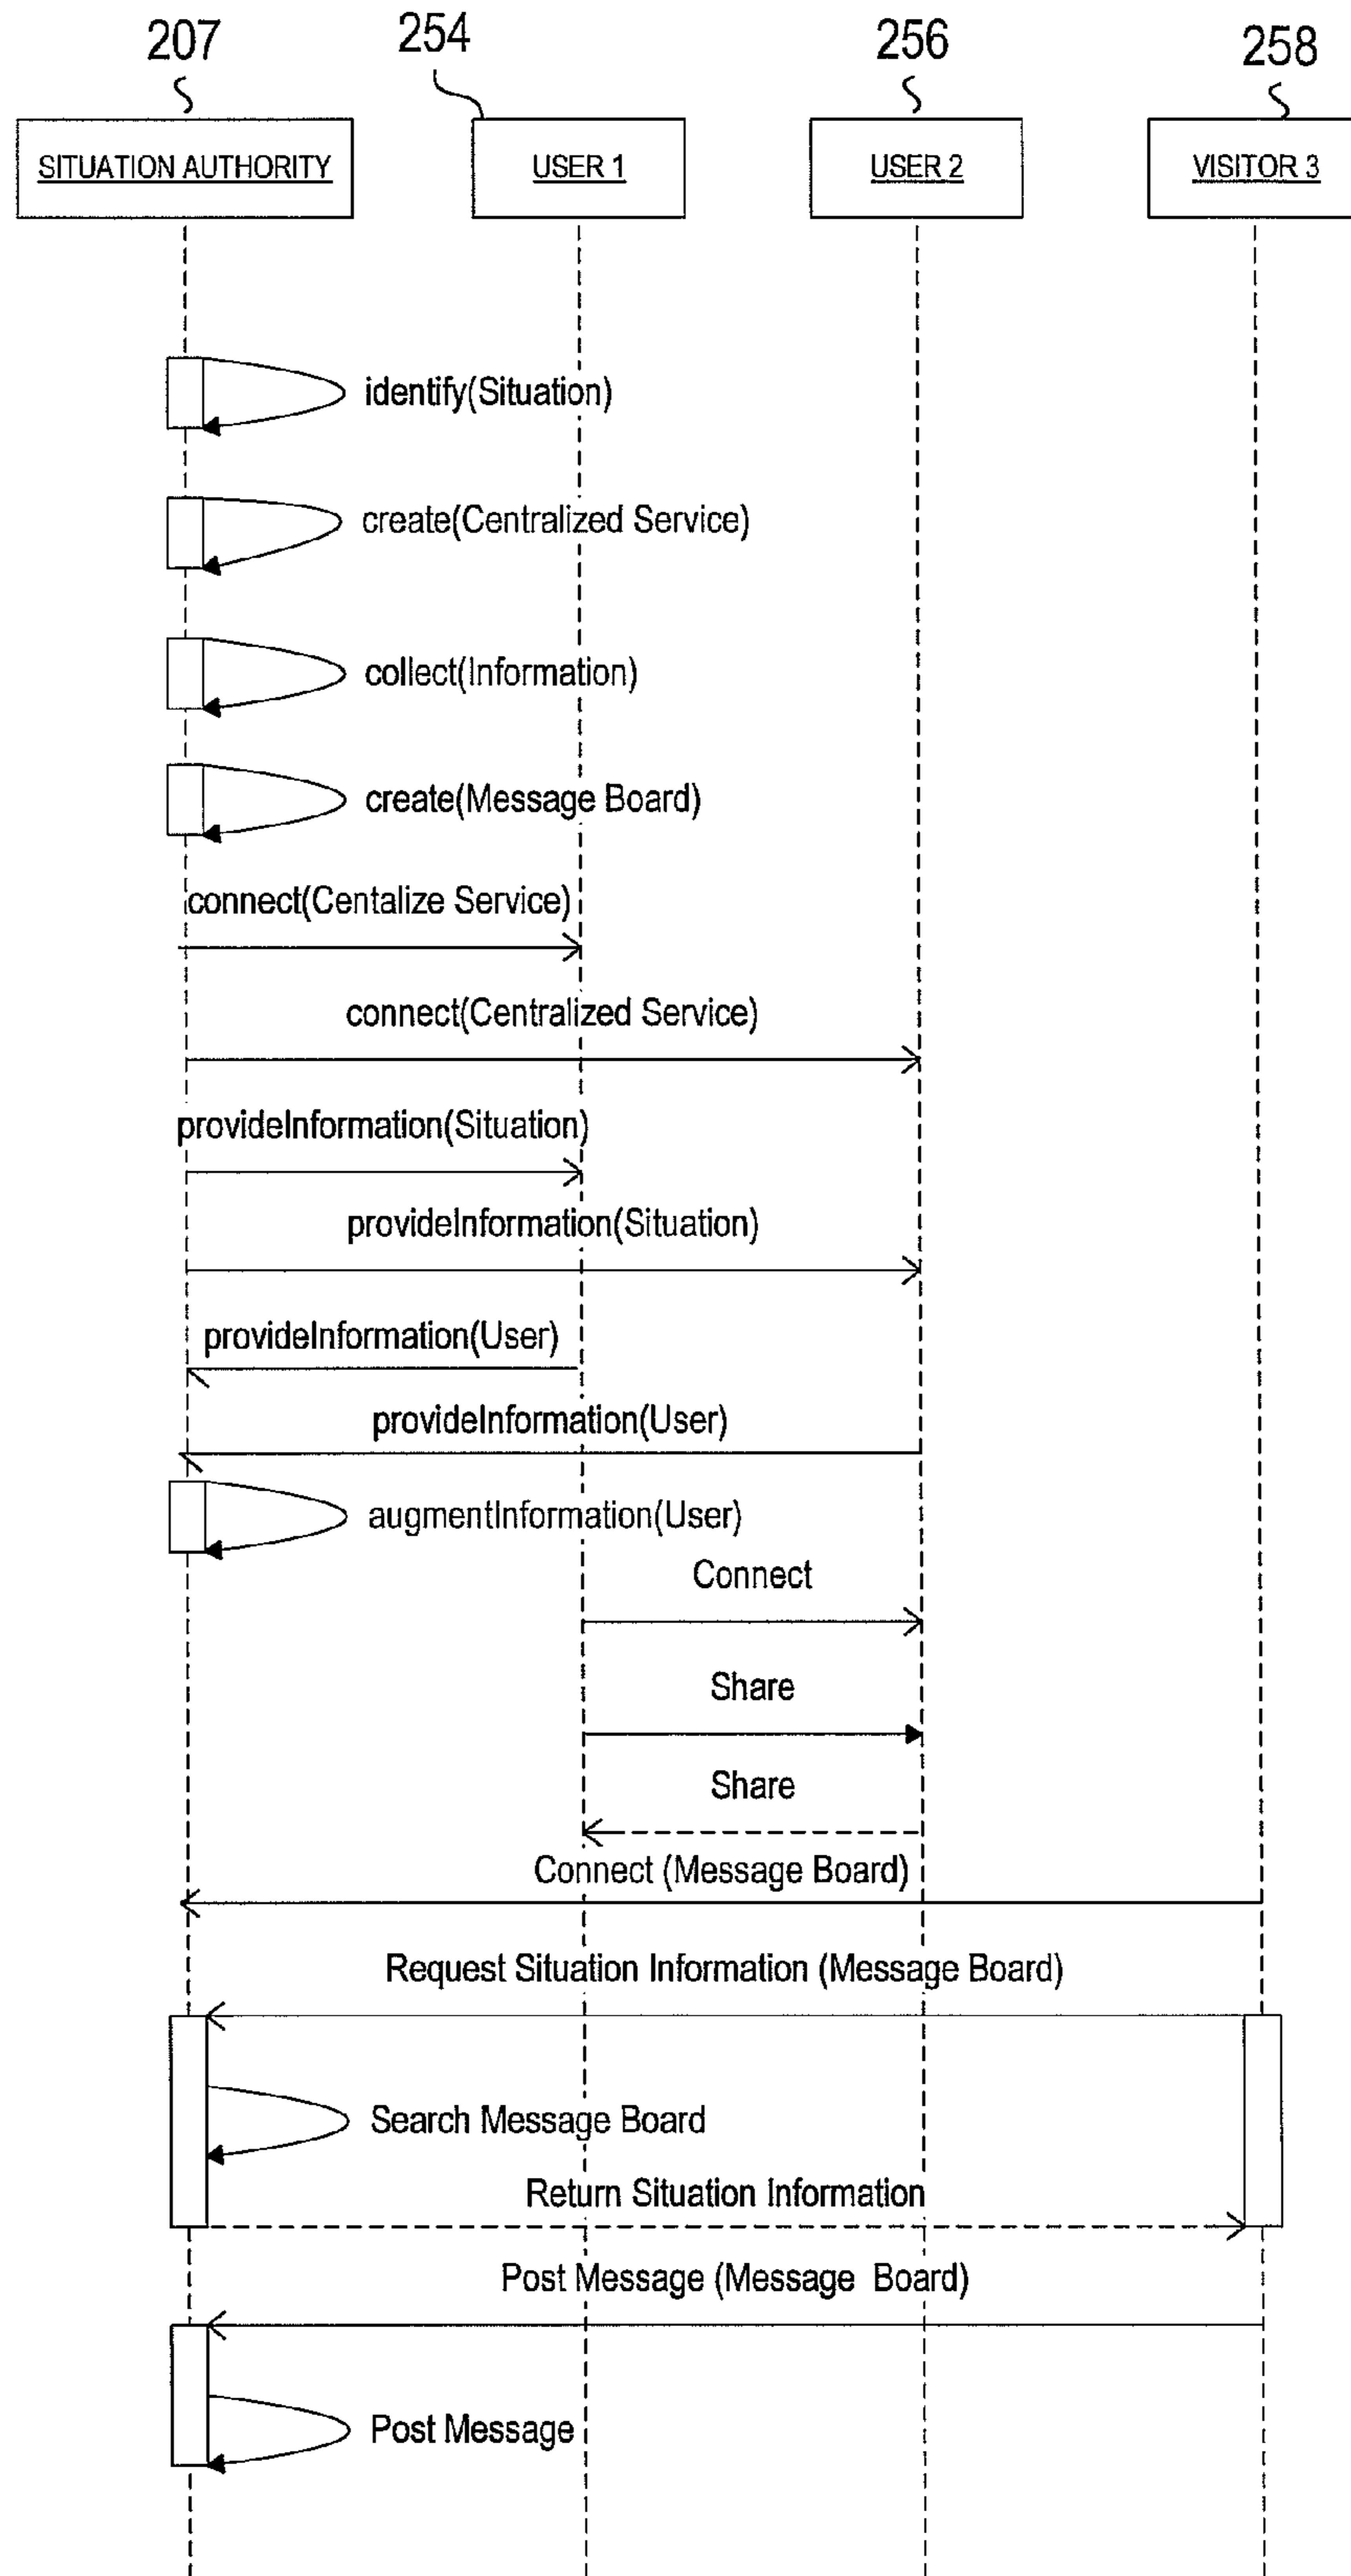 207 254 256 258
SITUATION AUTHORITY USER 1 USER 2 VISITOR 3
identify(Situation)
create(Centralized Service)
collect(Information)
create(Message Board)
connect(Centalize Service)
connect(Centralized Service)
provideInformation(Situation)
provideInformation(Situation)
provideInformation(User)
provideInformation(User)
augmentInformation(User)
Connect
Share
Share
Connect (Message Board)
Request Situation Information (Message Board)
Search Message Board
Return Situation Information
Post Message (Message Board)
Post Message